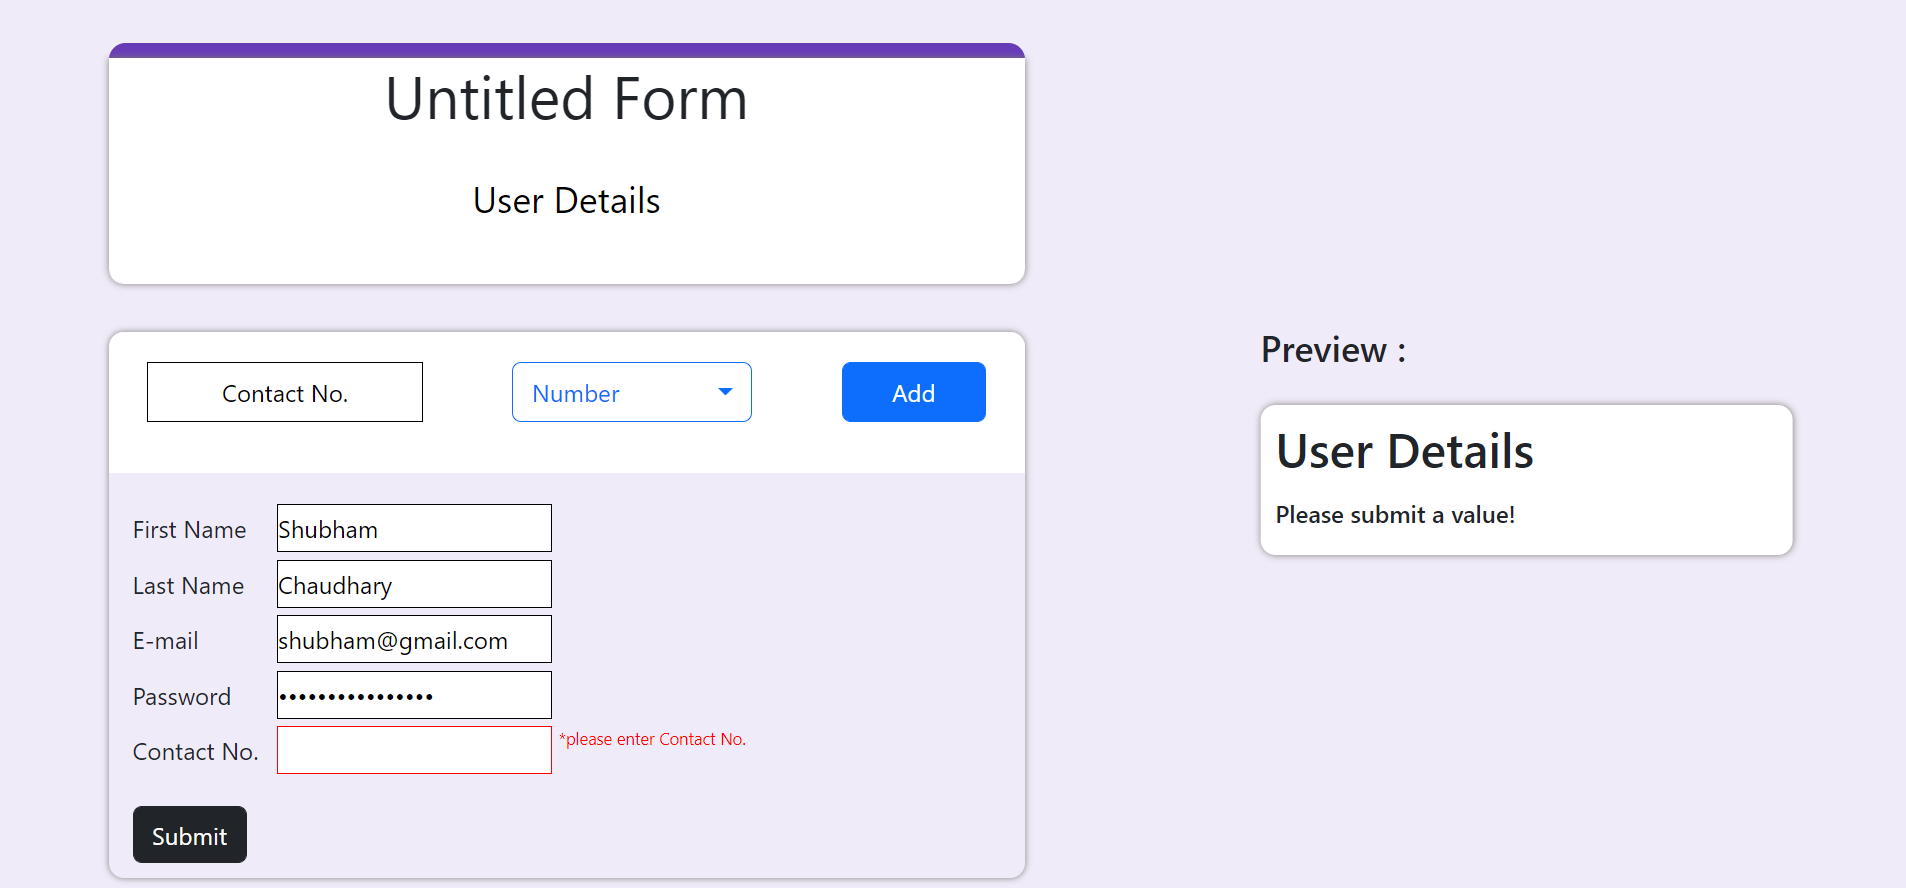 Untitled Form
User Details
Contact No.
Number
Add
First Name
Shubham
Last Name
Chaudhary
E-mail
shubham@gmail.com
Password
••••••••••••••••
Contact No.
*please enter Contact No.
Submit
Preview :
User Details
Please submit a value!